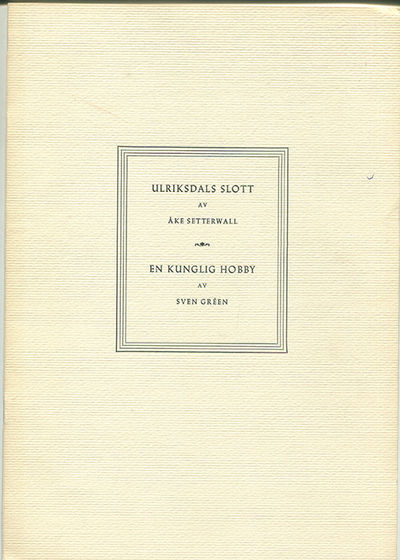 ULRIKSDALS SLOTT
AV
ÅKE SETTERWALL
EN KUNGLIG HOBBY
AV
SVEN GRÉEN